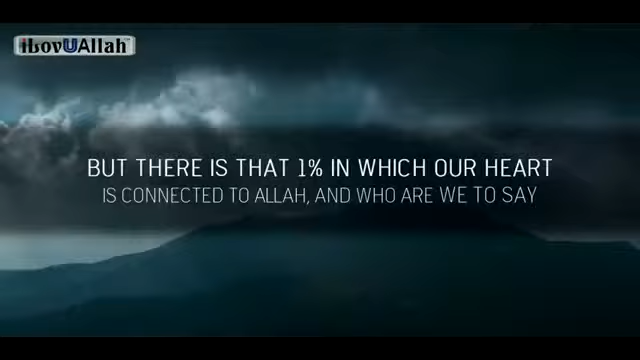 iLovUAllah
BUT THERE IS THAT 1% IN WHICH OUR HEART
IS CONNECTED TO ALLAH, AND WHO ARE WE TO SAY